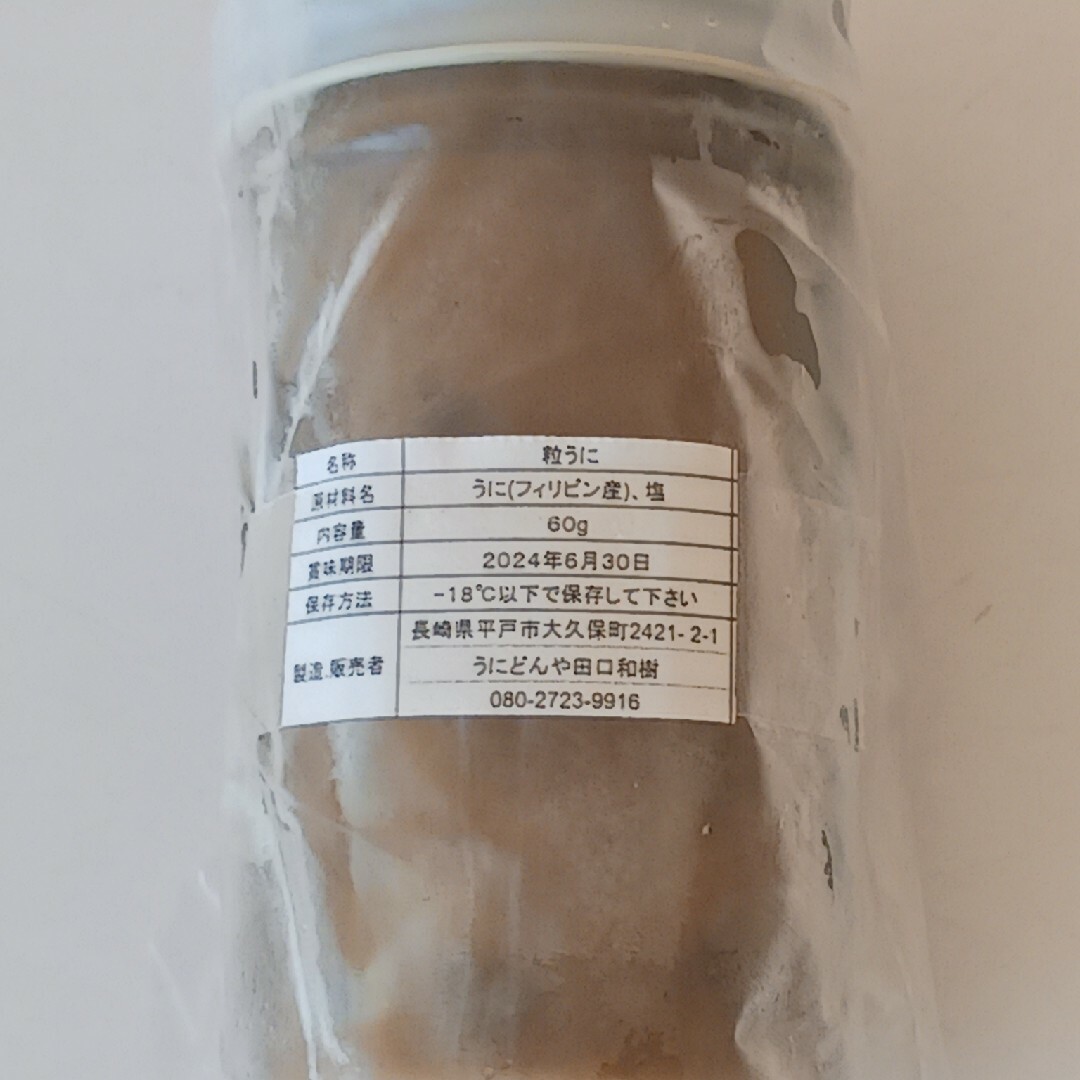 名称 粒うに
原材料名 うに(フィリピン産)、塩
内容量 60g
賞味期限 2024年6月30日
保存方法 -18℃以下で保存して下さい
製造.販売者 長崎県平戸市大久保町2421-2-1
うにどんや田口和樹
080-2723-9916